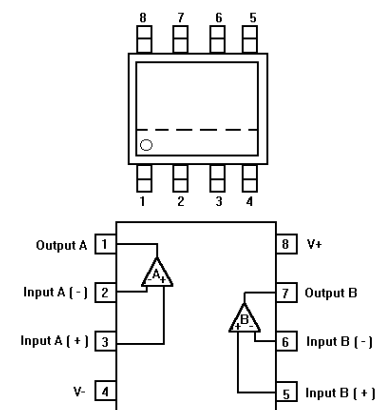 8 7 6 5
1 2 3 4
Output A 1
8 V+
-A+
Input A (-) 2
7 Output B
+B-
Input A (+) 3
6 Input B (-)
V- 4
5 Input B (+)